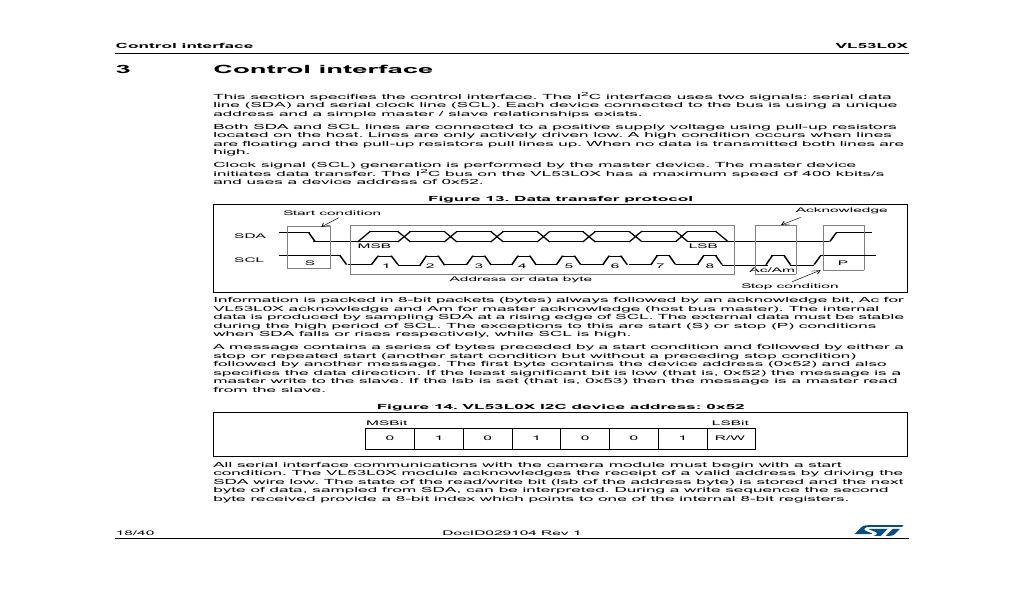 Control interface VL53L0X
3 Control interface
This section specifies the control interface. The I2C interface uses two signals: serial data
line (SDA) and serial clock line (SCL). Each device connected to the bus is using a unique
address and a simple master / slave relationships exists.
Both SDA and SCL lines are connected to a positive supply voltage using pull-up resistors
located on the host. Lines are only actively driven low. A high condition occurs when lines
are floating and the pull-up resistors pull lines up. When no data is transmitted both lines are
high.
Clock signal (SCL) generation is performed by the master device. The master device
initiates data transfer. The I2C bus on the VL53L0X has a maximum speed of 400 kbits/s
and uses a device address of 0x52.
Figure 13. Data transfer protocol
Start condition Acknowledge
SDA
MSB LSB
SCL S 1 2 3 4 5 6 7 8 Ac/Am P
Address or data byte
Stop condition
Information is packed in 8-bit packets (bytes) always followed by an acknowledge bit, Ac for
VL53L0X acknowledge and Am for master acknowledge (host bus master). The internal
data is produced by sampling SDA at a rising edge of SCL. The external data must be stable
during the high period of SCL. The exceptions to this are start (S) or stop (P) conditions
when SDA falls or rises respectively, while SCL is high.
A message contains a series of bytes preceded by a start condition and followed by either a
stop or repeated start (another start condition but without a preceding stop condition)
followed by another message. The first byte contains the device address (0x52) and also
specifies the data direction. If the least significant bit is low (that is, 0x52) the message is a
master write to the slave. If the lsb is set (that is, 0x53) then the message is a master read
from the slave.
Figure 14. VL53L0X I2C device address: 0x52
MSBit LSBit
0 1 0 1 0 0 1 R/W
All serial interface communications with the camera module must begin with a start
condition. The VL53L0X module acknowledges the receipt of a valid address by driving the
SDA wire low. The state of the read/write bit (lsb of the address byte) is stored and the next
byte of data, sampled from SDA, can be interpreted. During a write sequence the second
byte received provide a 8-bit index which points to one of the internal 8-bit registers.
18/40 DocID029104 Rev 1 ST